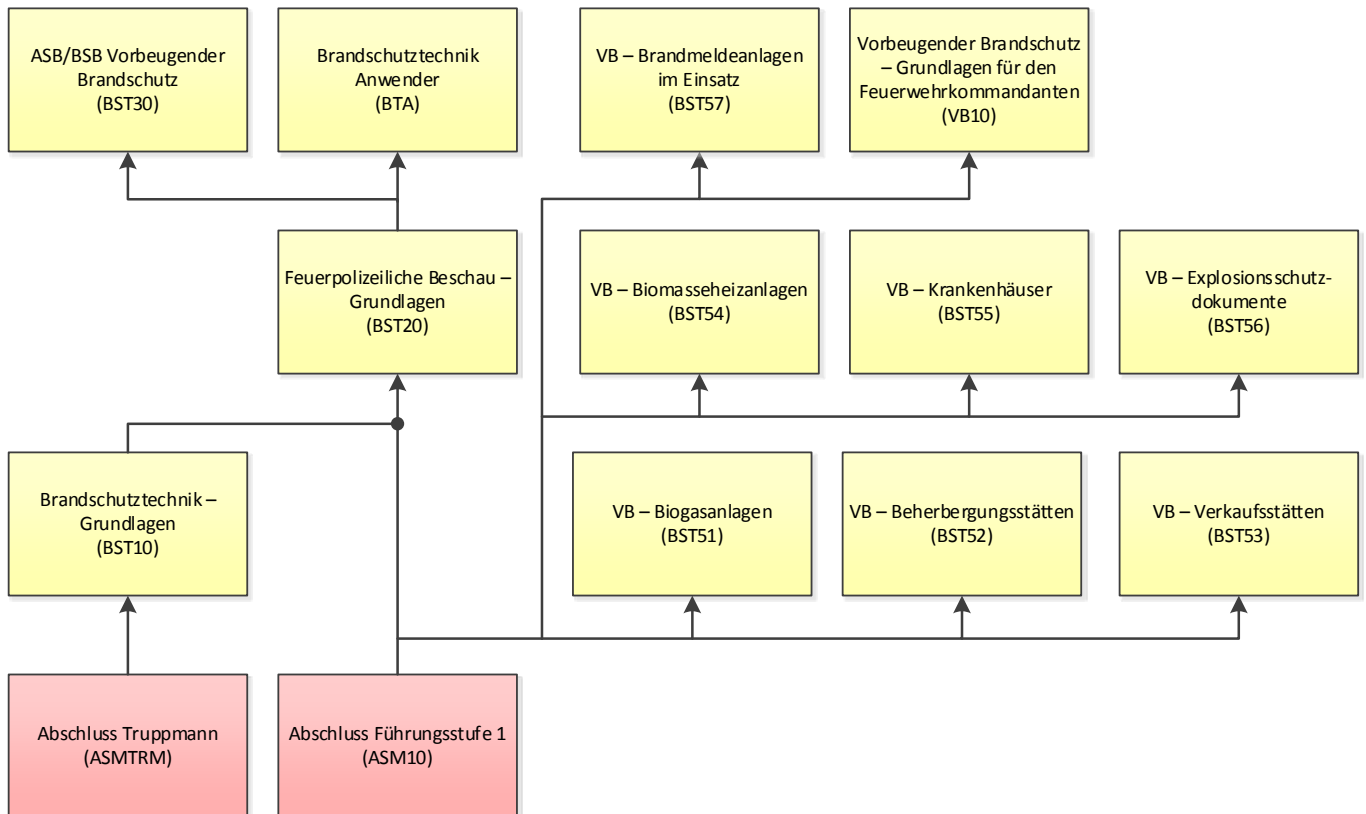 ASB/BSB Vorbeugender
Brandschutz
(BST30)
Brandschutztechnik
Anwender
(BTA)
VB – Brandmeldeanlagen
im Einsatz
(BST57)
Vorbeugender Brandschutz
– Grundlagen für den
Feuerwehrkommandanten
(VB10)
Feuerpolizeiliche Beschau –
Grundlagen
(BST20)
VB – Biomasseheizanlagen
(BST54)
VB – Krankenhäuser
(BST55)
VB – Explosionsschutz-
dokumente
(BST56)
Brandschutztechnik –
Grundlagen
(BST10)
VB – Biogasanlagen
(BST51)
VB – Beherbergungsstätten
(BST52)
VB – Verkaufsstätten
(BST53)
Abschluss Truppmann
(ASMTRM)
Abschluss Führungsstufe 1
(ASM10)